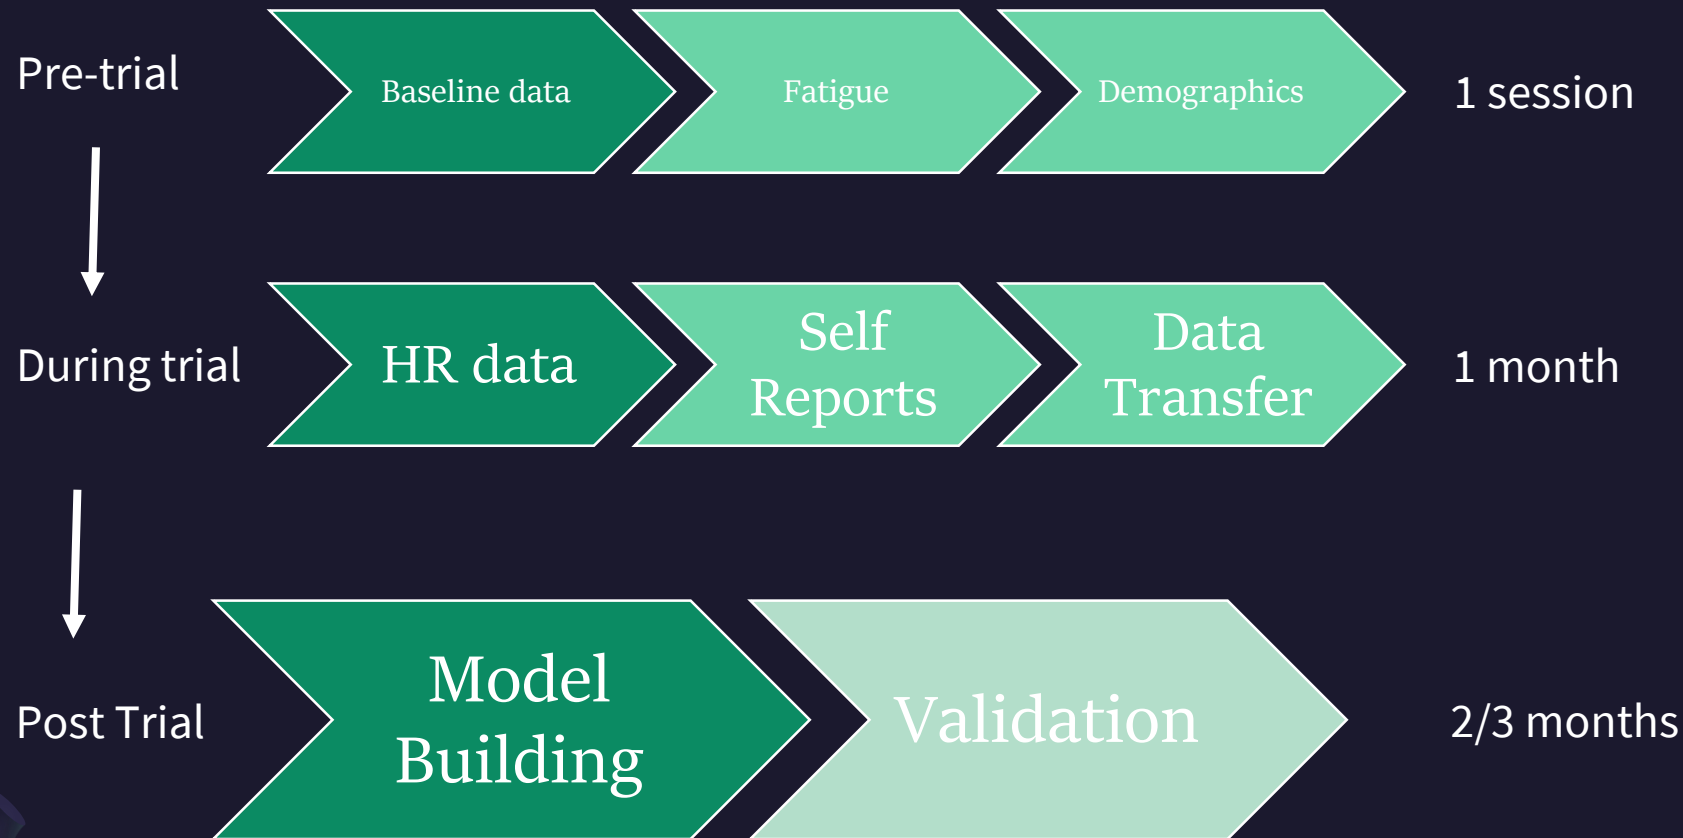 Pre-trial
Baseline data
Fatigue
Demographics
1 session
During trial
HR data
Self
Reports
Data
Transfer
1 month
Post Trial
Model
Building
Validation
2/3 months